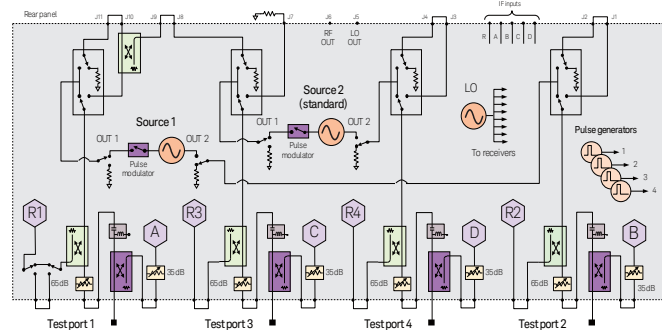 IF inputs
Rear panel
J11 J10 J9 J8 J7 J6 J5 J4 J3 J2 J1
RF OUT
LO OUT
R A B C D
Source 2
(standard)
LO
Source 1
OUT 1
OUT 2
Pulse
modulator
OUT 1
OUT 2
Pulse
modulator
To receivers
Pulse generators
1
2
3
4
R1
A
R3
C
R4
D
R2
B
65dB
35dB
65dB
35dB
65dB
35dB
65dB
35dB
Test port 1
Test port 3
Test port 4
Test port 2